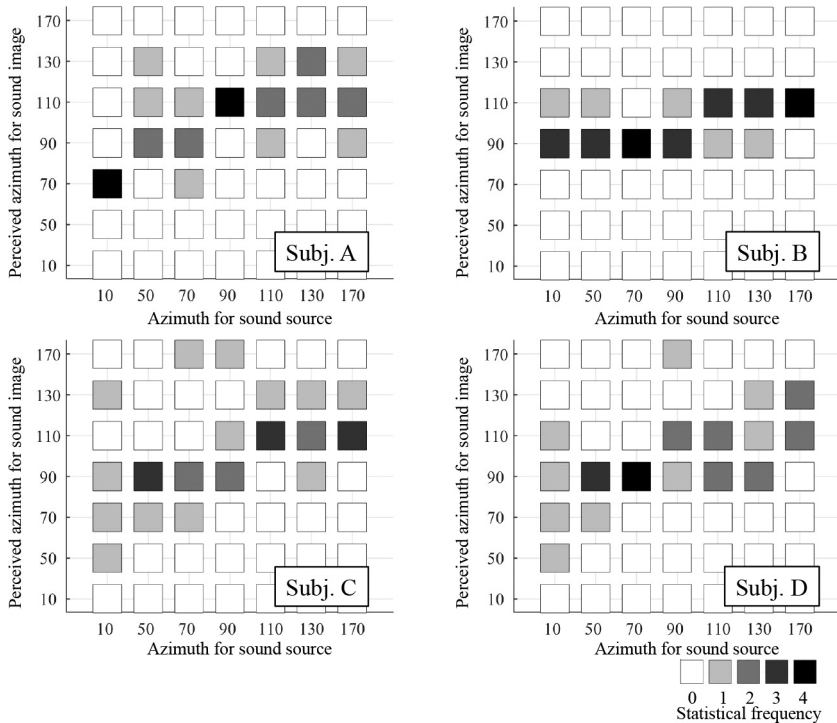 Perceived azimuth for sound image
170
130
110
90
70
50
10
Subj. A
10 50 70 90 110 130 170
Azimuth for sound source
Perceived azimuth for sound image
170
130
110
90
70
50
10
Subj. B
10 50 70 90 110 130 170
Azimuth for sound source
Perceived azimuth for sound image
170
130
110
90
70
50
10
Subj. C
10 50 70 90 110 130 170
Azimuth for sound source
Perceived azimuth for sound image
170
130
110
90
70
50
10
Subj. D
10 50 70 90 110 130 170
Azimuth for sound source
0 1 2 3 4
Statistical frequency